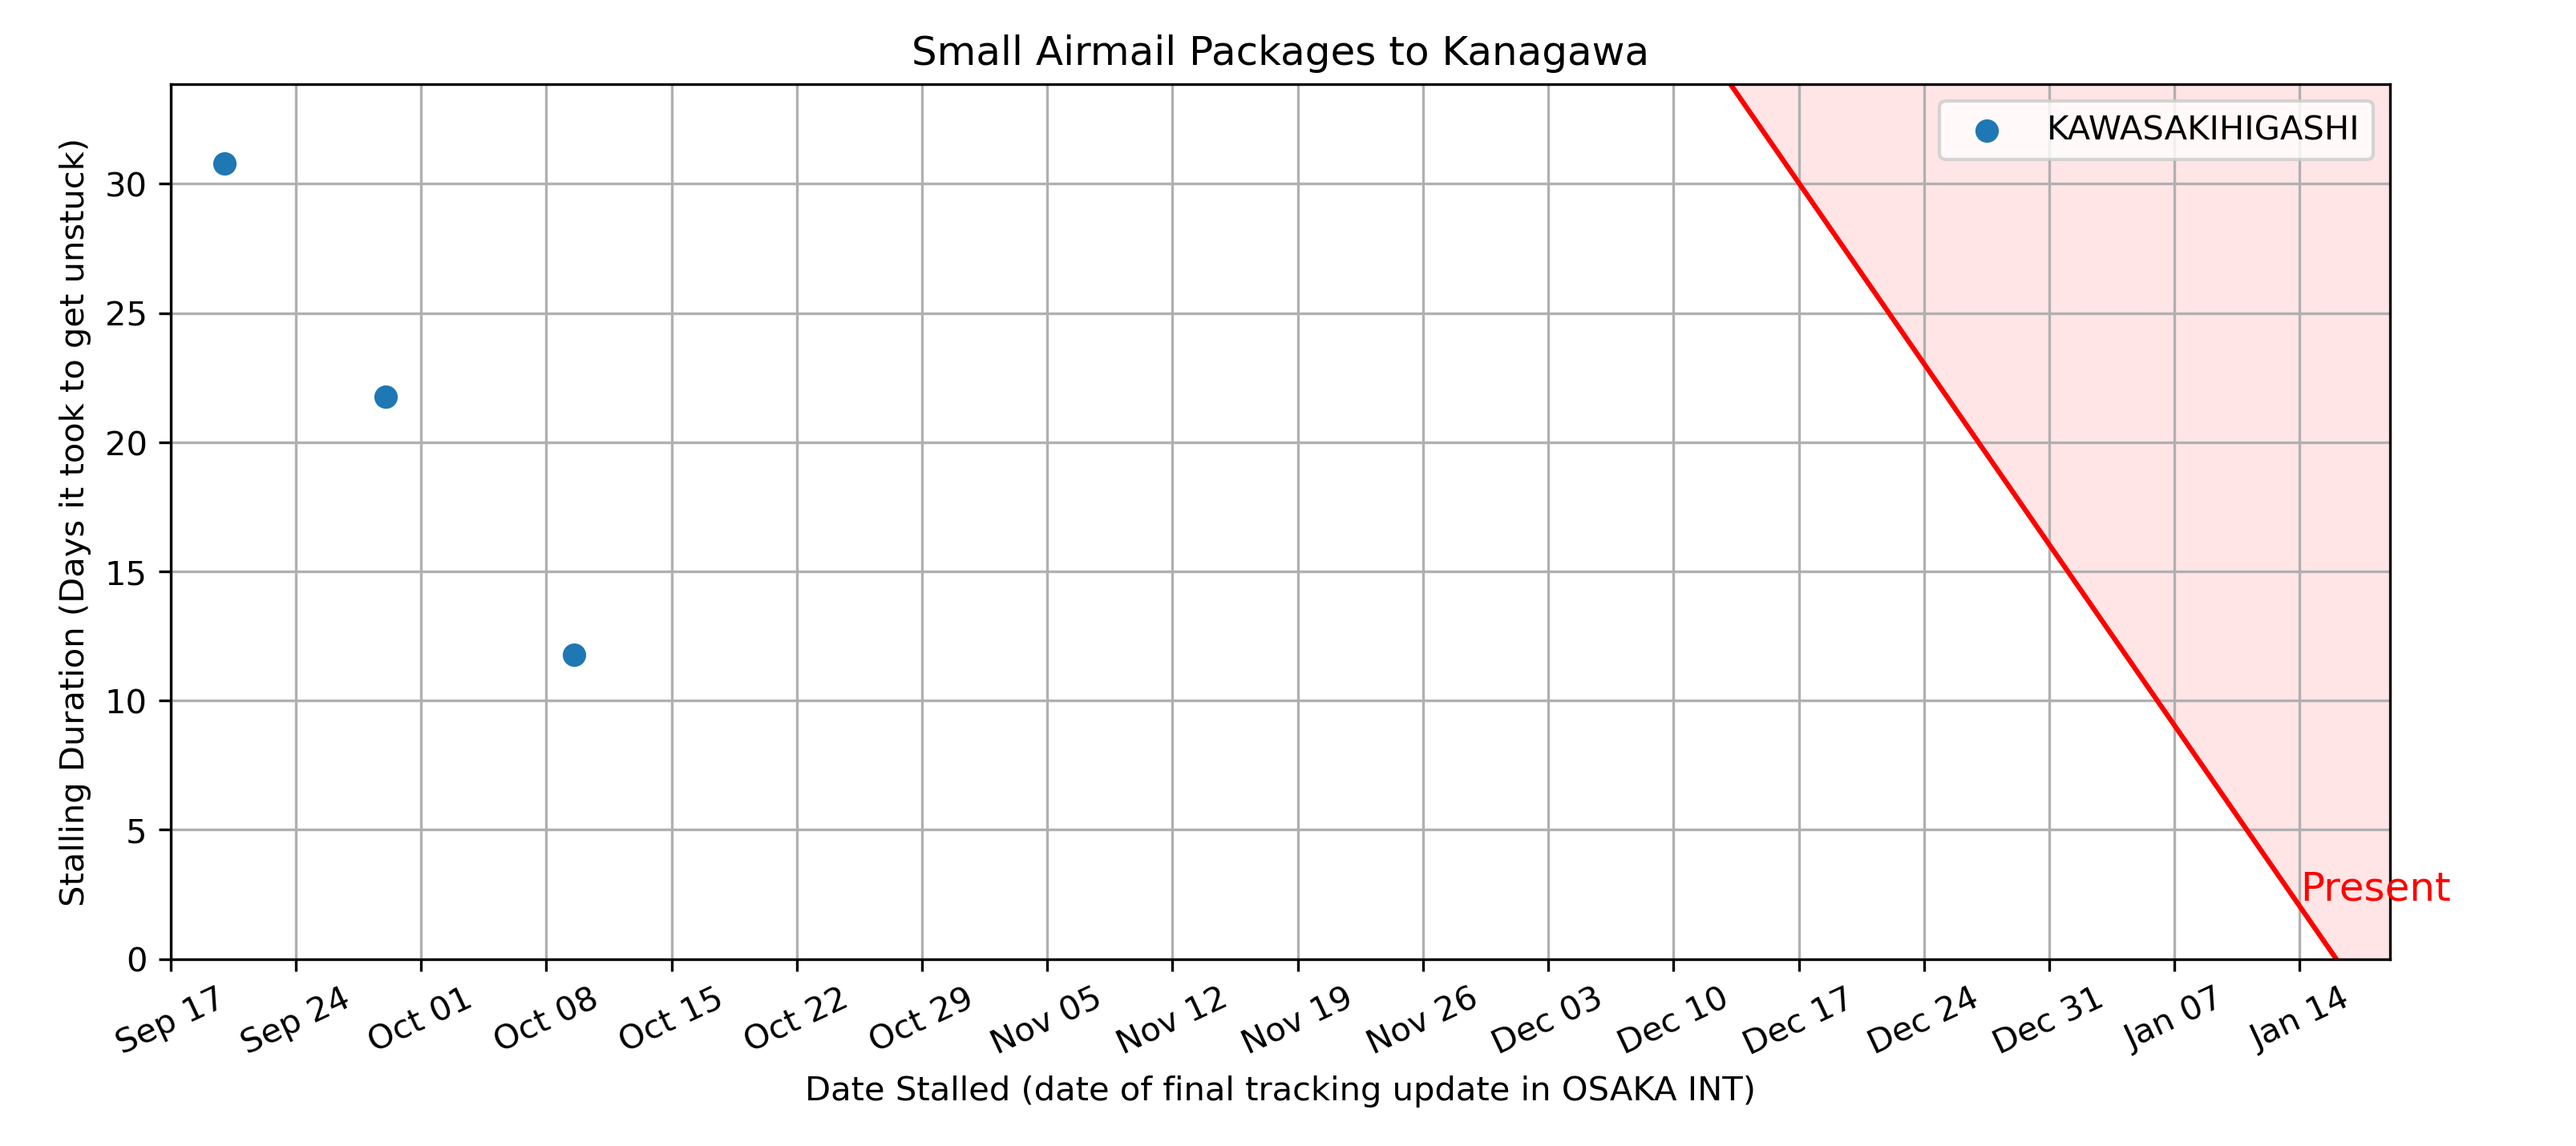 Small Airmail Packages to Kanagawa
KAWASAKIHIGASHI
Stalling Duration (Days it took to get unstuck)
30
25
20
15
10
5
0
Present
Sep 17
Sep 24
Oct 01
Oct 08
Oct 15
Oct 22
Oct 29
Nov 05
Nov 12
Nov 19
Nov 26
Dec 03
Dec 10
Dec 17
Dec 24
Dec 31
Jan 07
Jan 14
Date Stalled (date of final tracking update in OSAKA INT)